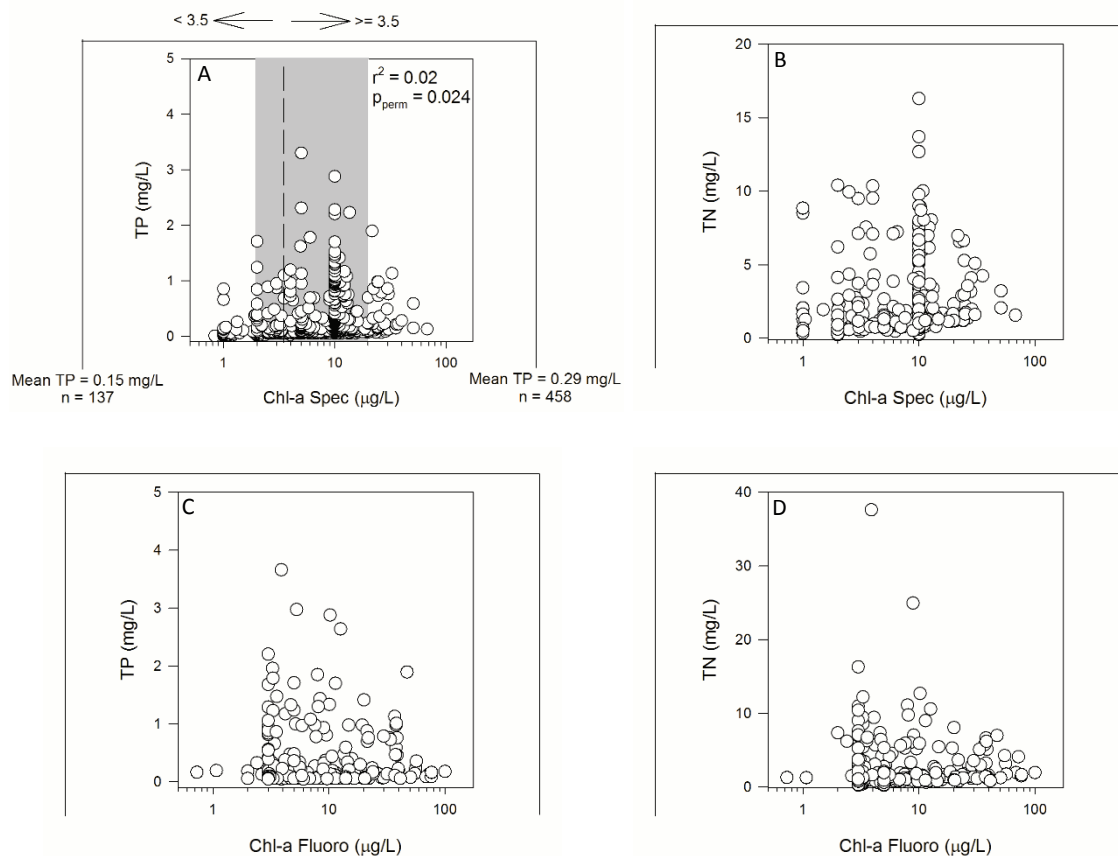 < 3.5 >= 3.5
A
r² = 0.02
p_perm = 0.024
TP (mg/L)
5
4
3
2
1
0
1 10 100
Mean TP = 0.15 mg/L
n = 137
Chl-a Spec (μg/L)
Mean TP = 0.29 mg/L
n = 458
B
TN (mg/L)
20
15
10
5
0
1 10 100
Chl-a Spec (μg/L)
C
TP (mg/L)
5
4
3
2
1
0
1 10 100
Chl-a Fluoro (μg/L)
D
TN (mg/L)
40
30
20
10
0
1 10 100
Chl-a Fluoro (μg/L)